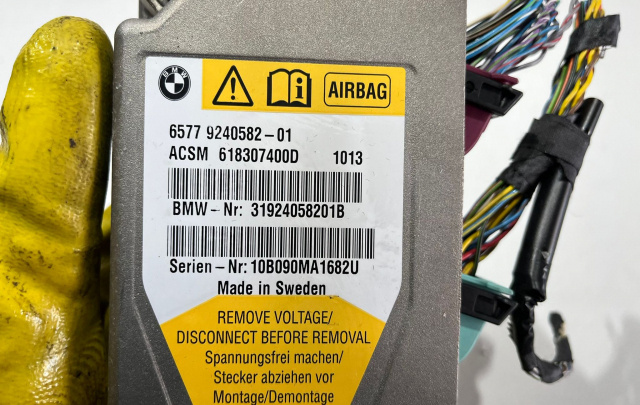 BMW
AIRBAG
6577 9240582-01
ACSM 618307400D 1013
BMW-Nr: 31924058201B
Serien-Nr: 10B090MA1682U
Made in Sweden
REMOVE VOLTAGE/
DISCONNECT BEFORE REMOVAL
Spannungsfrei machen/
Stecker abziehen vor
Montage/Demontage